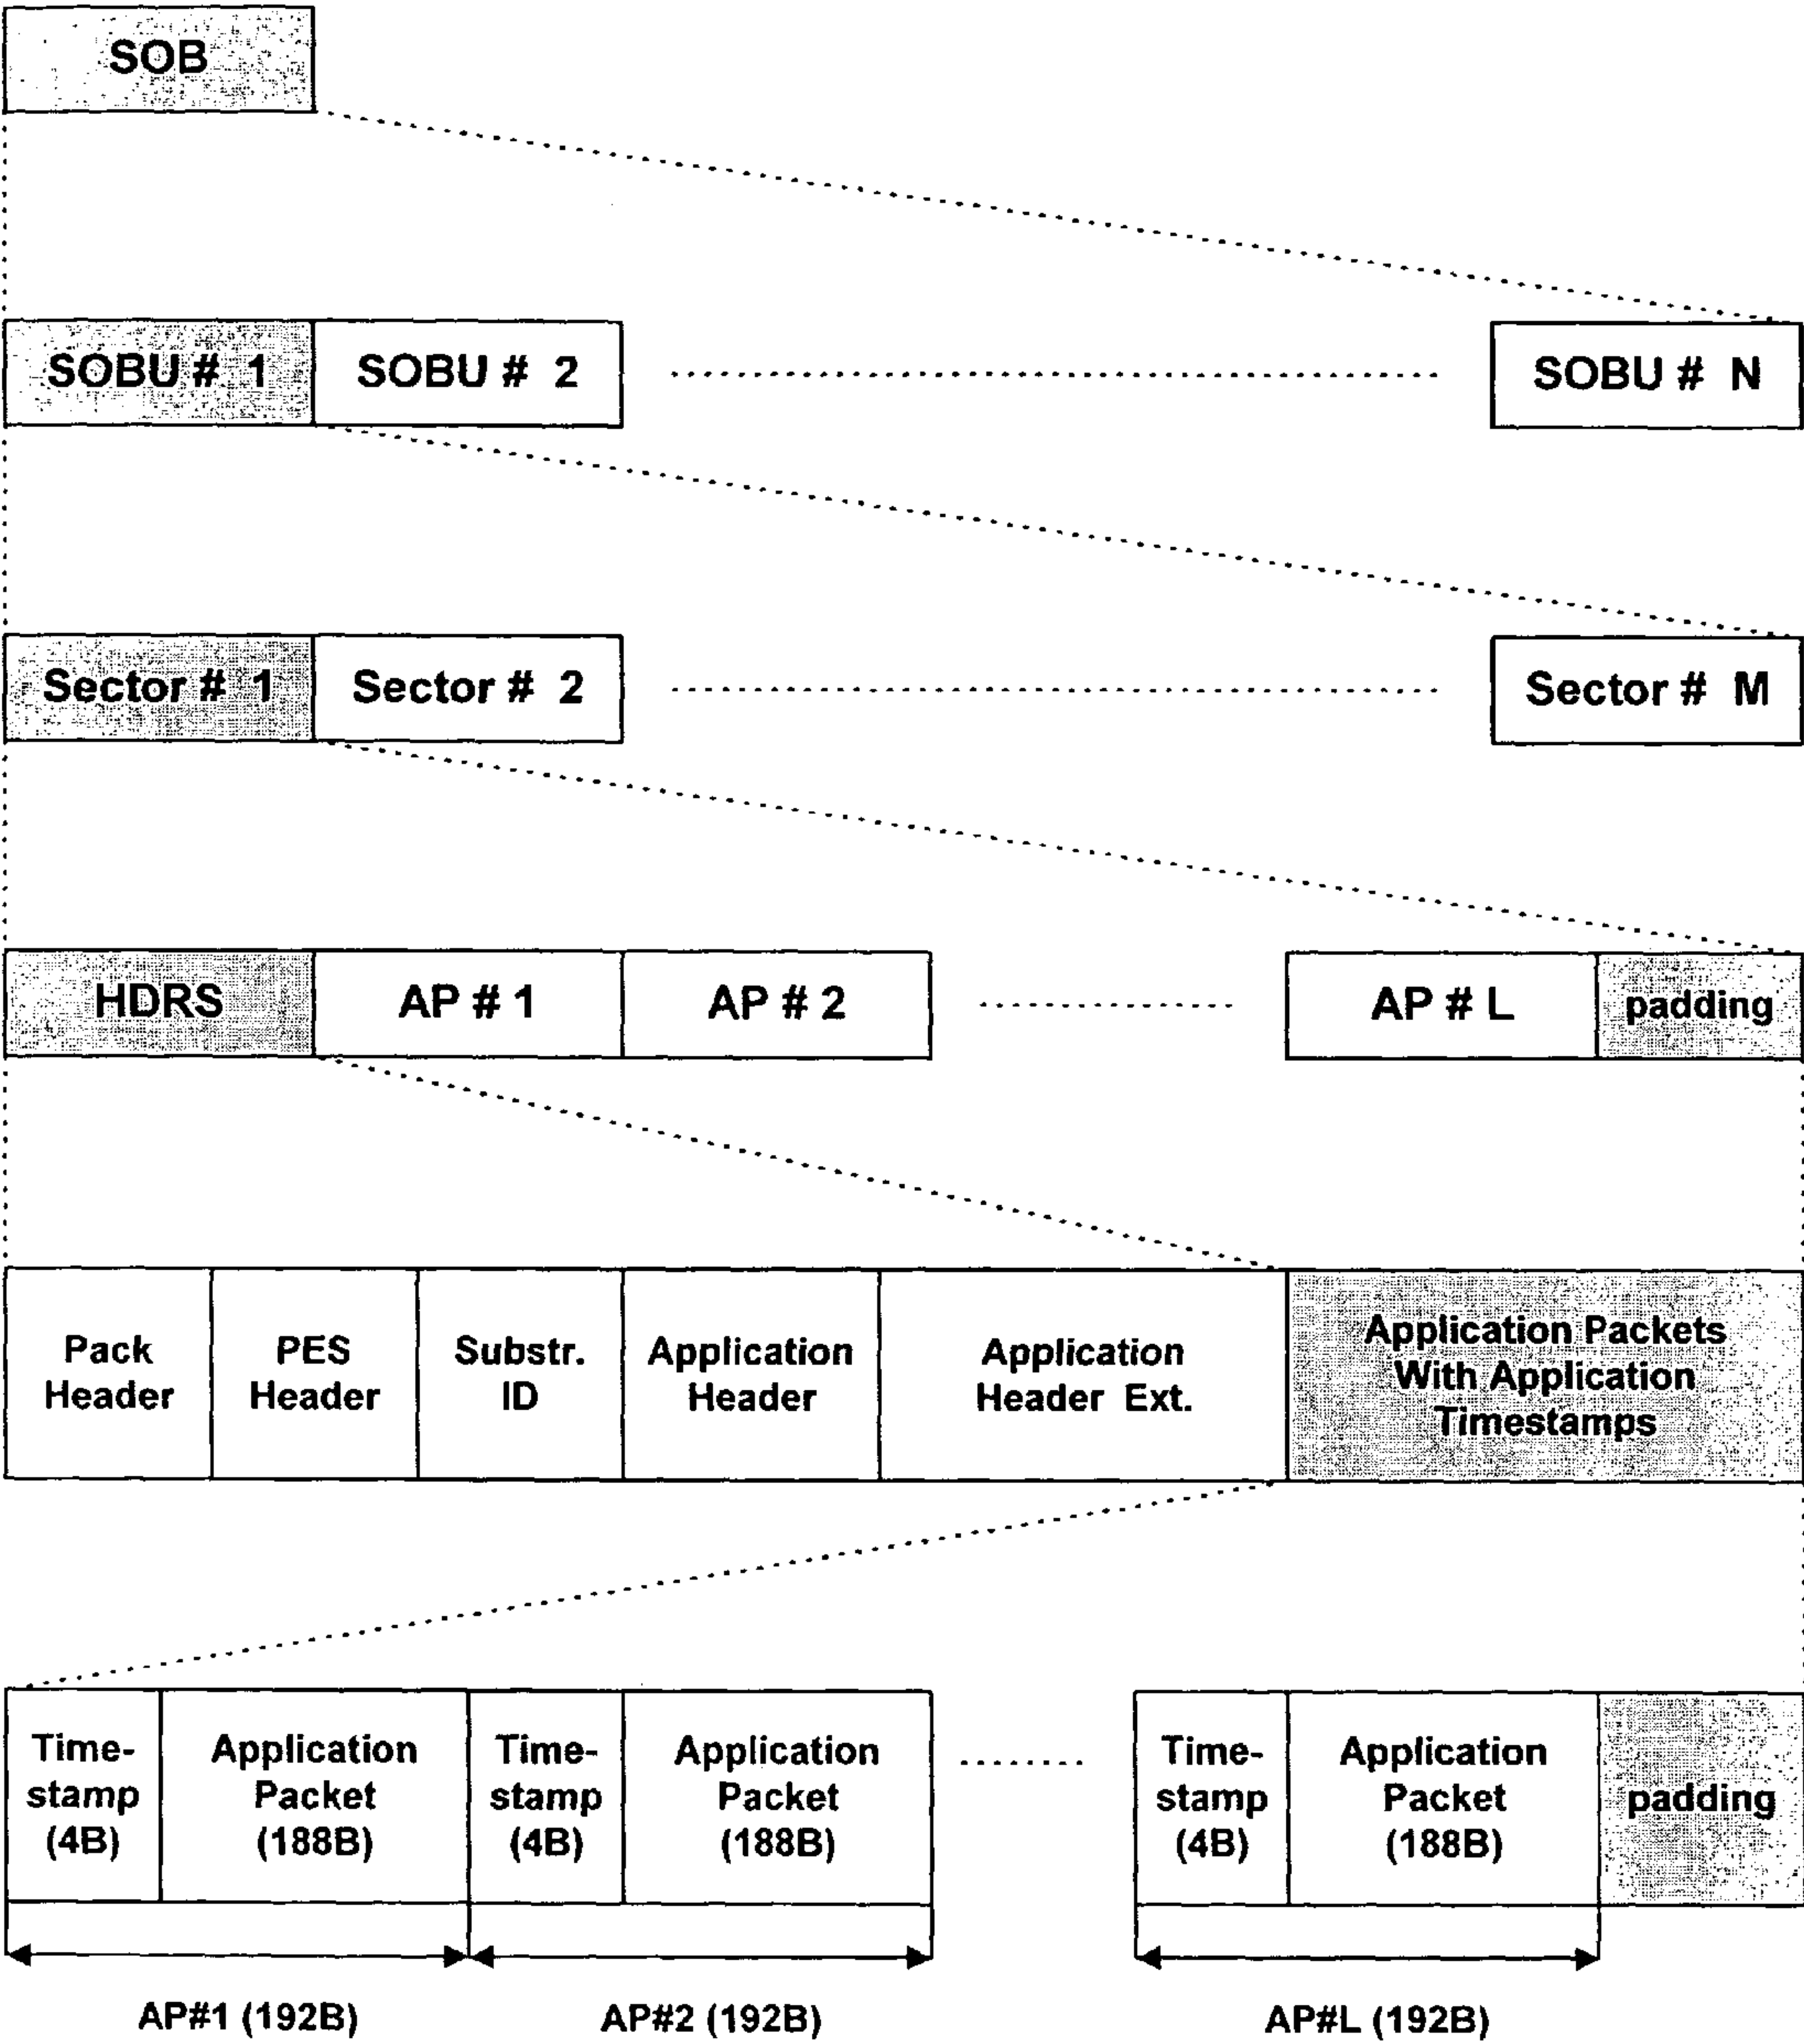 SOB
SOBU # 1
SOBU # 2
SOBU # N
Sector # 1
Sector # 2
Sector # M
HDRS
AP # 1
AP # 2
AP # L
padding
Pack
Header
PES
Header
Substr.
ID
Application
Header
Application
Header Ext.
Application Packets
With Application
Timestamps
Time-
stamp
(4B)
Application
Packet
(188B)
Time-
stamp
(4B)
Application
Packet
(188B)
Time-
stamp
(4B)
Application
Packet
(188B)
padding
AP#1 (192B)
AP#2 (192B)
AP#L (192B)